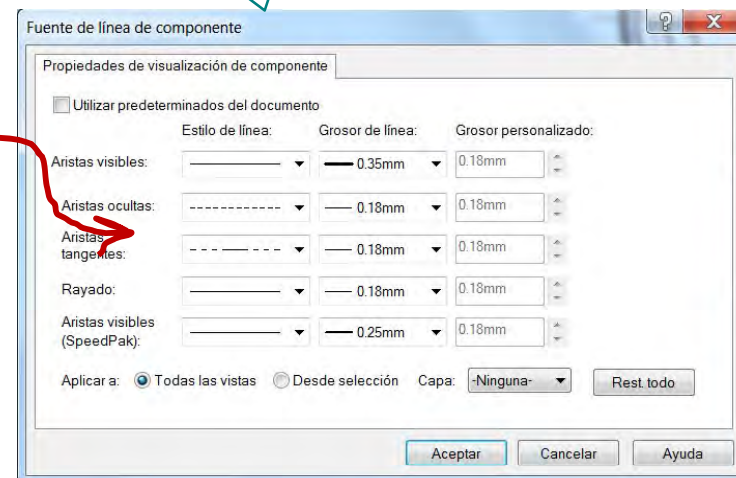 Fuente de línea de componente
Propiedades de visualización de componente
Utilizar predeterminados del documento
Estilo de línea: Grosor de línea: Grosor personalizado:
Aristas visibles: 0.35mm 0.18mm
Aristas ocultas: 0.18mm 0.18mm
Aristas
tangentes: 0.18mm 0.18mm
Rayado: 0.18mm 0.18mm
Aristas visibles
(SpeedPak): 0.25mm 0.18mm
Aplicar a: Todas las vistas Desde selección Capa: -Ninguna- Rest. todo
Aceptar Cancelar Ayuda